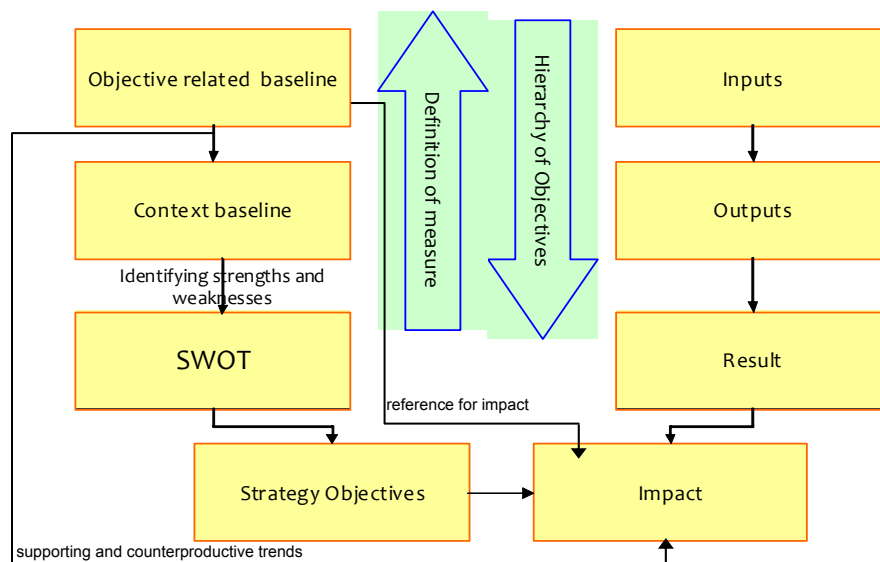 Objective related baseline
Context baseline
Identifying strengths and
weaknesses
SWOT
Strategy Objectives
Definition of measure
Hierarchy of Objectives
Inputs
Outputs
Result
reference for impact
Impact
supporting and counterproductive trends